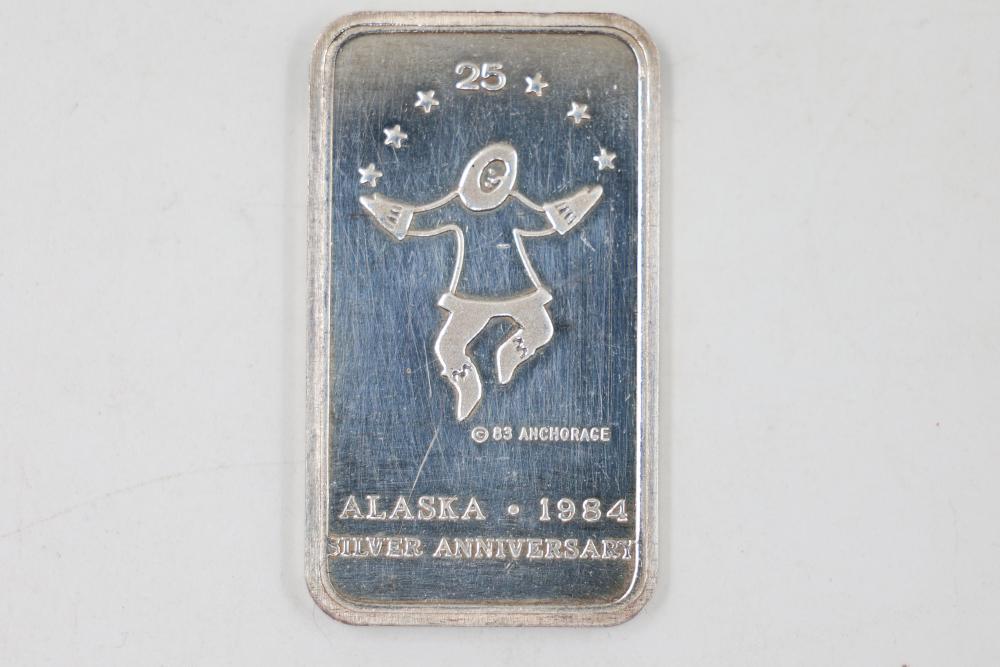 25
© 83 ANCHORAGE
ALASKA • 1984
SILVER ANNIVERSARY